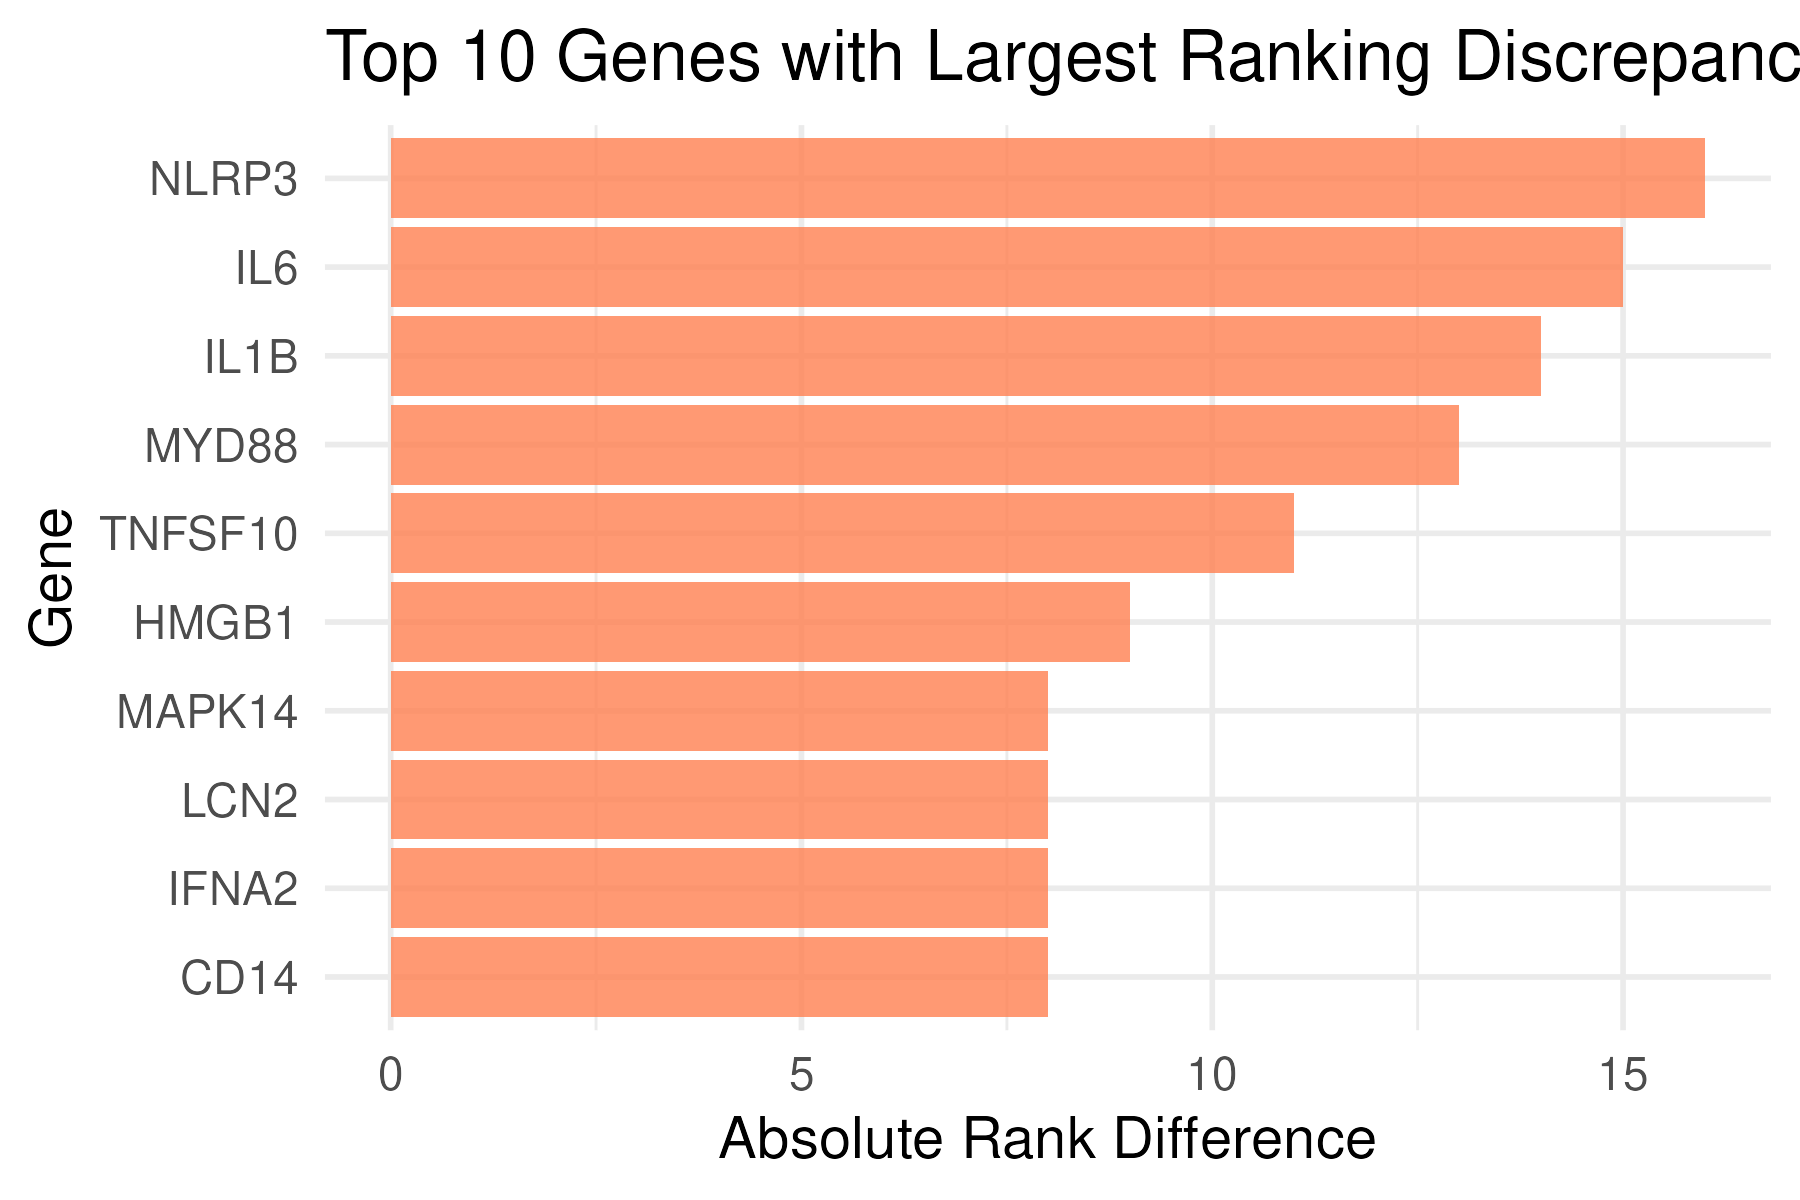 Top 10 Genes with Largest Ranking Discrepanc
NLRP3
IL6
IL1B
MYD88
TNFSF10
HMGB1
MAPK14
LCN2
IFNA2
CD14
Gene
0 5 10 15
Absolute Rank Difference